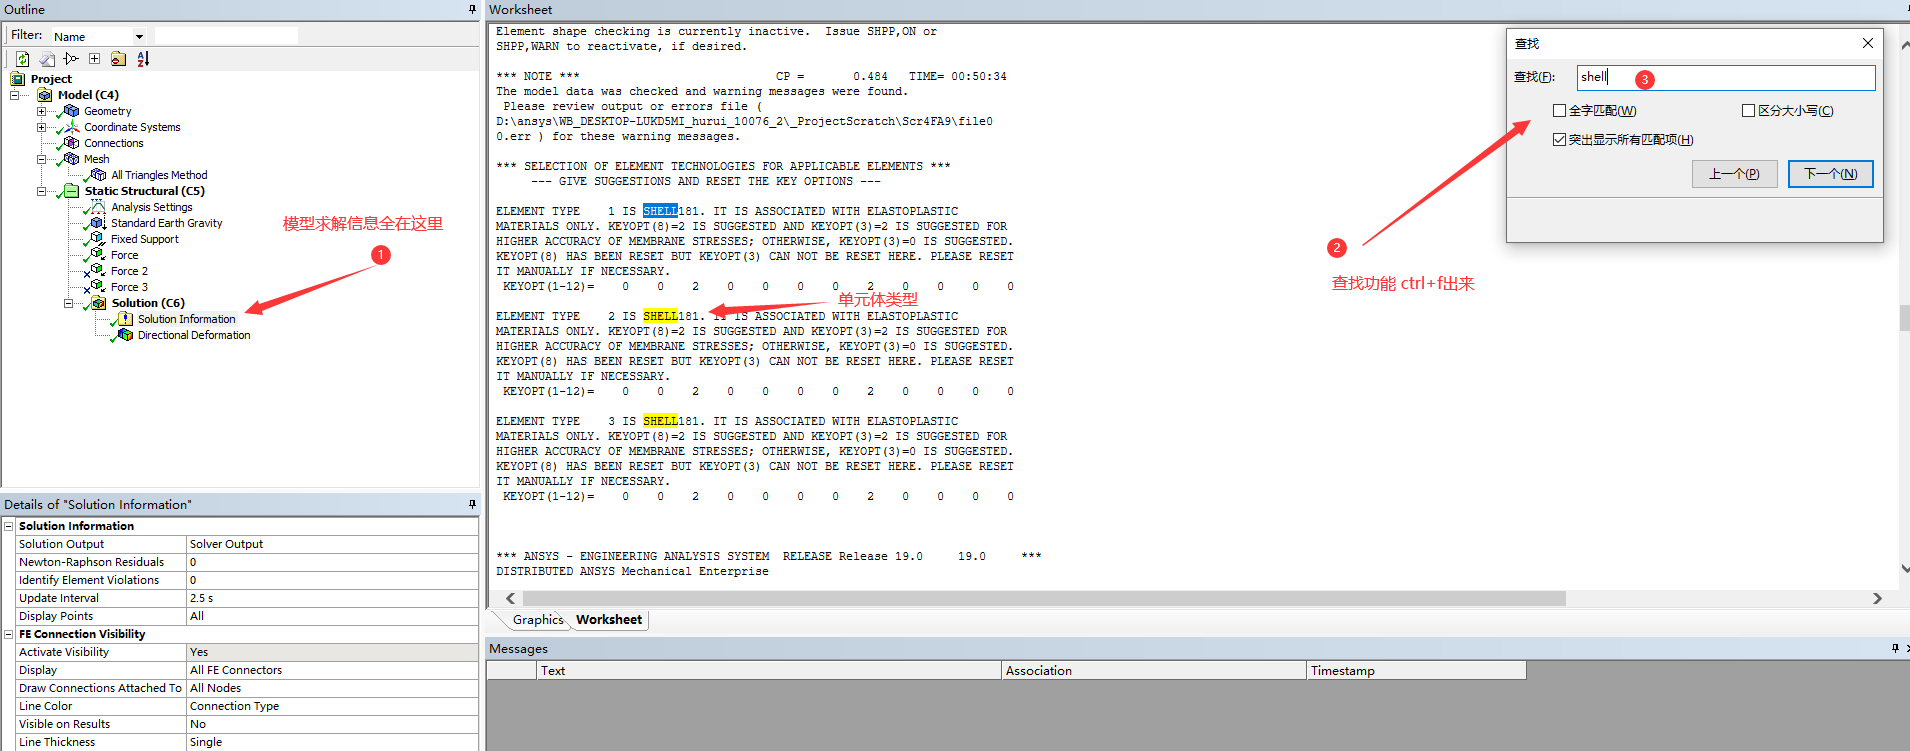 Outline
Filter: Name
Project
Model (C4)
Geometry
Coordinate Systems
Connections
Mesh
All Triangles Method
Static Structural (C5)
Analysis Settings
Standard Earth Gravity
Fixed Support
Force
Force 2
Force 3
Solution (C6)
Solution Information
Directional Deformation
模型求解信息全在这里
1
Details of "Solution Information"
Solution Information
Solution Output Solver Output
Newton-Raphson Residuals 0
Identify Element Violations 0
Update Interval 2.5 s
Display Points All
FE Connection Visibility
Activate Visibility Yes
Display All FE Connectors
Draw Connections Attached To All Nodes
Line Color Connection Type
Visible on Results No
Line Thickness Single
Worksheet
Element shape checking is currently inactive.  Issue SHPP,ON or
SHPP,WARN to reactivate, if desired.
*** NOTE ***                            CP =       0.484   TIME= 00:50:34
The model data was checked and warning messages were found.
Please review output or errors file (
D:\ansys\WB_DESKTOP-LUKD5MI_hurui_10076_2\_ProjectScratch\Scr4FA9\file0
0.err ) for these warning messages.
*** SELECTION OF ELEMENT TECHNOLOGIES FOR APPLICABLE ELEMENTS ***
--- GIVE SUGGESTIONS AND RESET THE KEY OPTIONS ---
ELEMENT TYPE    1 IS SHELL181. IT IS ASSOCIATED WITH ELASTOPLASTIC
MATERIALS ONLY. KEYOPT(8)=2 IS SUGGESTED AND KEYOPT(3)=2 IS SUGGESTED FOR
HIGHER ACCURACY OF MEMBRANE STRESSES; OTHERWISE, KEYOPT(3)=0 IS SUGGESTED.
KEYOPT(8) HAS BEEN RESET BUT KEYOPT(3) CAN NOT BE RESET HERE. PLEASE RESET
IT MANUALLY IF NECESSARY.
KEYOPT(1-12)=    0    0    2    0    0    0    0    2    0    0    0    0
单元体类型
ELEMENT TYPE    2 IS SHELL181. IT IS ASSOCIATED WITH ELASTOPLASTIC
MATERIALS ONLY. KEYOPT(8)=2 IS SUGGESTED AND KEYOPT(3)=2 IS SUGGESTED FOR
HIGHER ACCURACY OF MEMBRANE STRESSES; OTHERWISE, KEYOPT(3)=0 IS SUGGESTED.
KEYOPT(8) HAS BEEN RESET BUT KEYOPT(3) CAN NOT BE RESET HERE. PLEASE RESET
IT MANUALLY IF NECESSARY.
KEYOPT(1-12)=    0    0    2    0    0    0    0    2    0    0    0    0
ELEMENT TYPE    3 IS SHELL181. IT IS ASSOCIATED WITH ELASTOPLASTIC
MATERIALS ONLY. KEYOPT(8)=2 IS SUGGESTED AND KEYOPT(3)=2 IS SUGGESTED FOR
HIGHER ACCURACY OF MEMBRANE STRESSES; OTHERWISE, KEYOPT(3)=0 IS SUGGESTED.
KEYOPT(8) HAS BEEN RESET BUT KEYOPT(3) CAN NOT BE RESET HERE. PLEASE RESET
IT MANUALLY IF NECESSARY.
KEYOPT(1-12)=    0    0    2    0    0    0    0    2    0    0    0    0
*** ANSYS - ENGINEERING ANALYSIS SYSTEM  RELEASE Release 19.0     19.0     ***
DISTRIBUTED ANSYS Mechanical Enterprise
查找
查找(F): shell
3
全字匹配(W) 区分大小写(C)
突出显示所有匹配项(H)
上一个(P) 下一个(N)
2
查找功能 ctrl+f出来
Graphics Worksheet
Messages
Text Association Timestamp